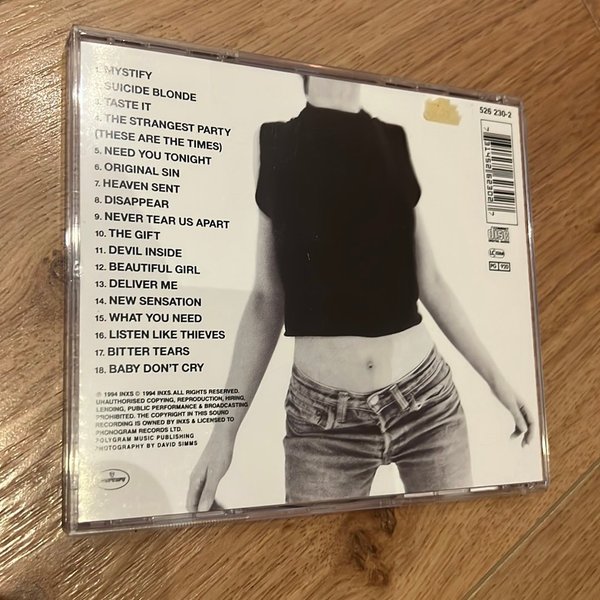 1. MYSTIFY
2. SUICIDE BLONDE
3. TASTE IT
4. THE STRANGEST PARTY
(THESE ARE THE TIMES)
5. NEED YOU TONIGHT
6. ORIGINAL SIN
7. HEAVEN SENT
8. DISAPPEAR
9. NEVER TEAR US APART
10. THE GIFT
11. DEVIL INSIDE
12. BEAUTIFUL GIRL
13. DELIVER ME
14. NEW SENSATION
15. WHAT YOU NEED
16. LISTEN LIKE THIEVES
17. BITTER TEARS
18. BABY DON'T CRY
℗ 1994 INXS © 1994 INXS. ALL RIGHTS RESERVED.
UNAUTHORISED COPYING, REPRODUCTION, HIRING,
LENDING, PUBLIC PERFORMANCE & BROADCASTING
PROHIBITED. THE COPYRIGHT IN THIS SOUND
RECORDING IS OWNED BY INXS & LICENSED TO
PHONOGRAM RECORDS LTD.
POLYGRAM MUSIC PUBLISHING
PHOTOGRAPHY BY DAVID SIMMS
526 230-2
7 31452 62302 7